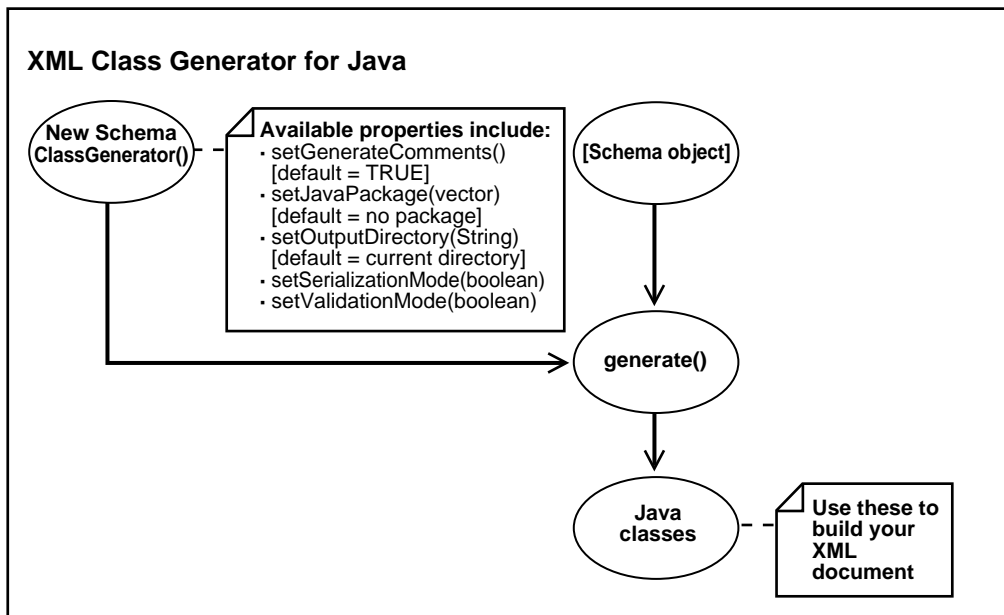 XML Class Generator for Java
New Schema
ClassGenerator()
Available properties include:
· setGenerateComments()
[default = TRUE]
· setJavaPackage(vector)
[default = no package]
· setOutputDirectory(String)
[default = current directory]
· setSerializationMode(boolean)
· setValidationMode(boolean)
[Schema object]
generate()
Java
classes
Use these to
build your
XML
document